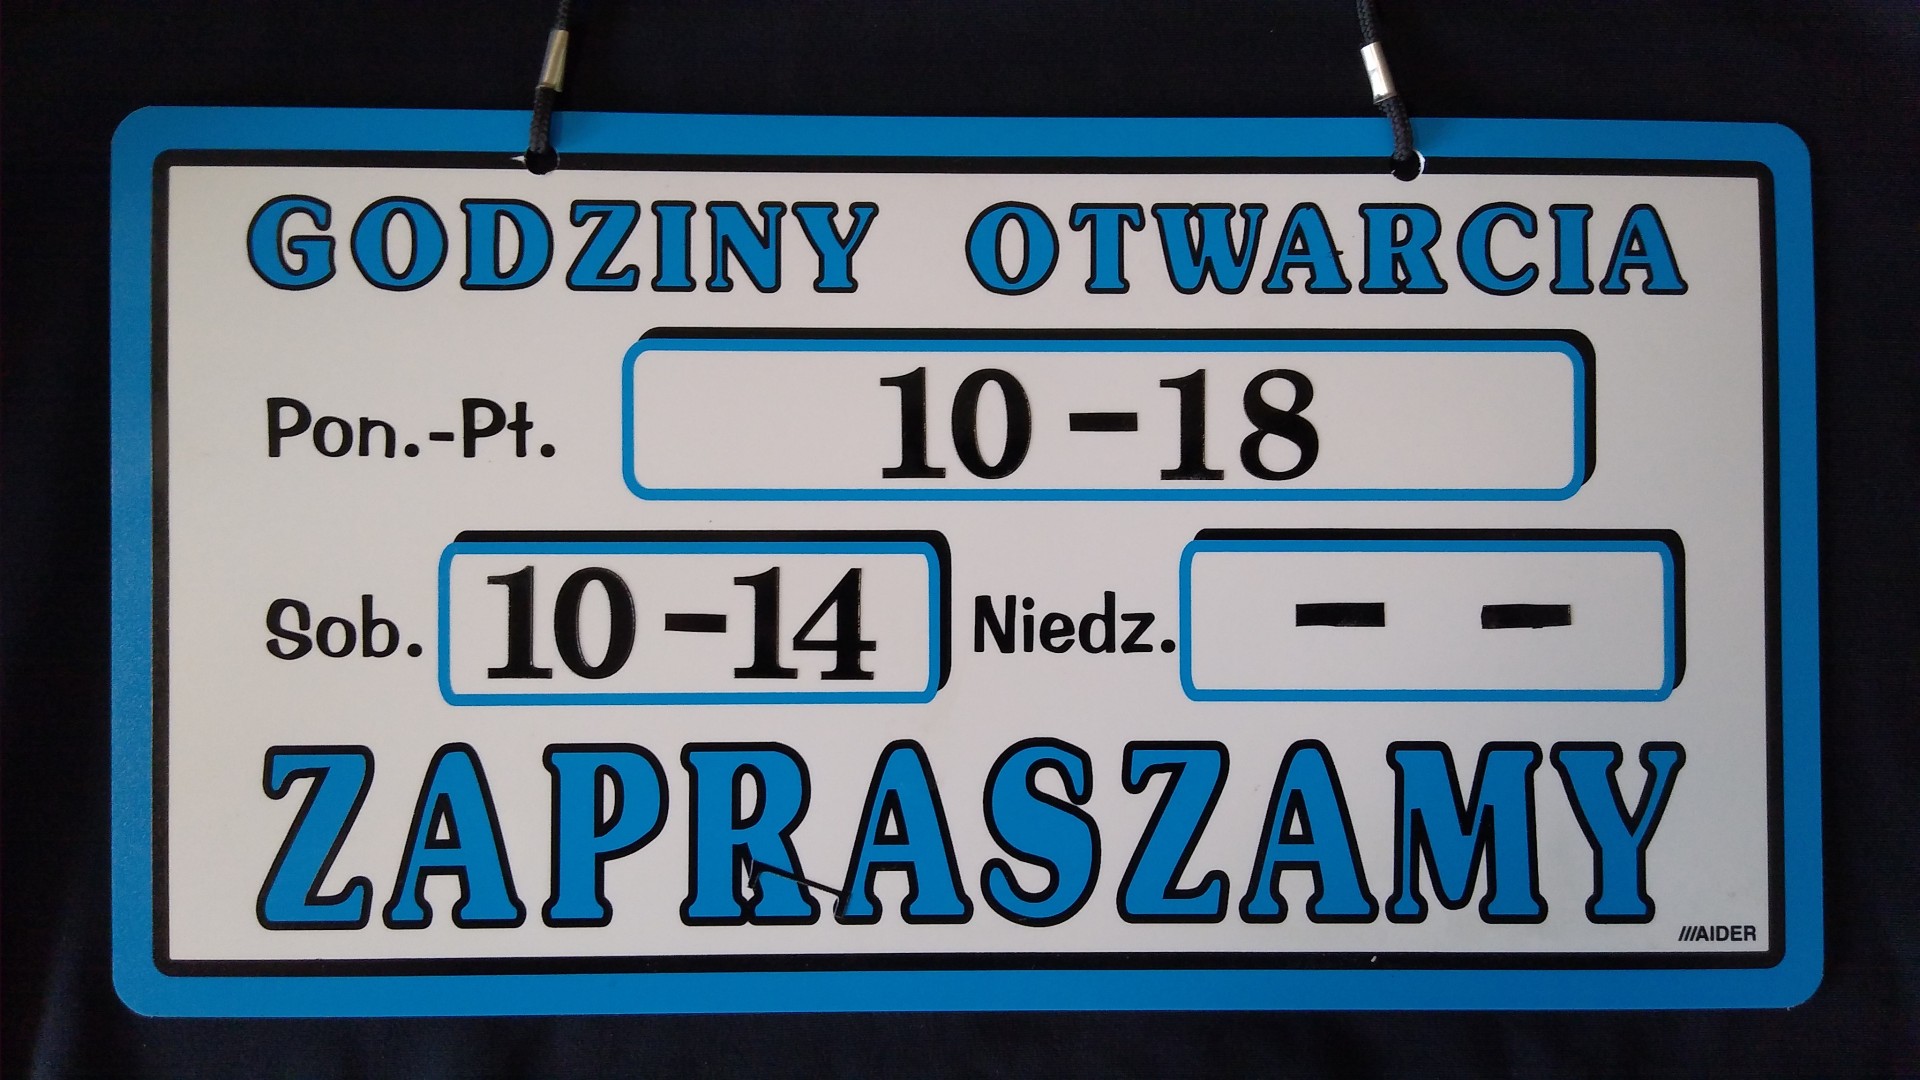 GODZINY OTWARCIA
Pon.-Pt. 10-18
Sob. 10-14 Niedz. - -
ZAPRASZAMY
///AIDER